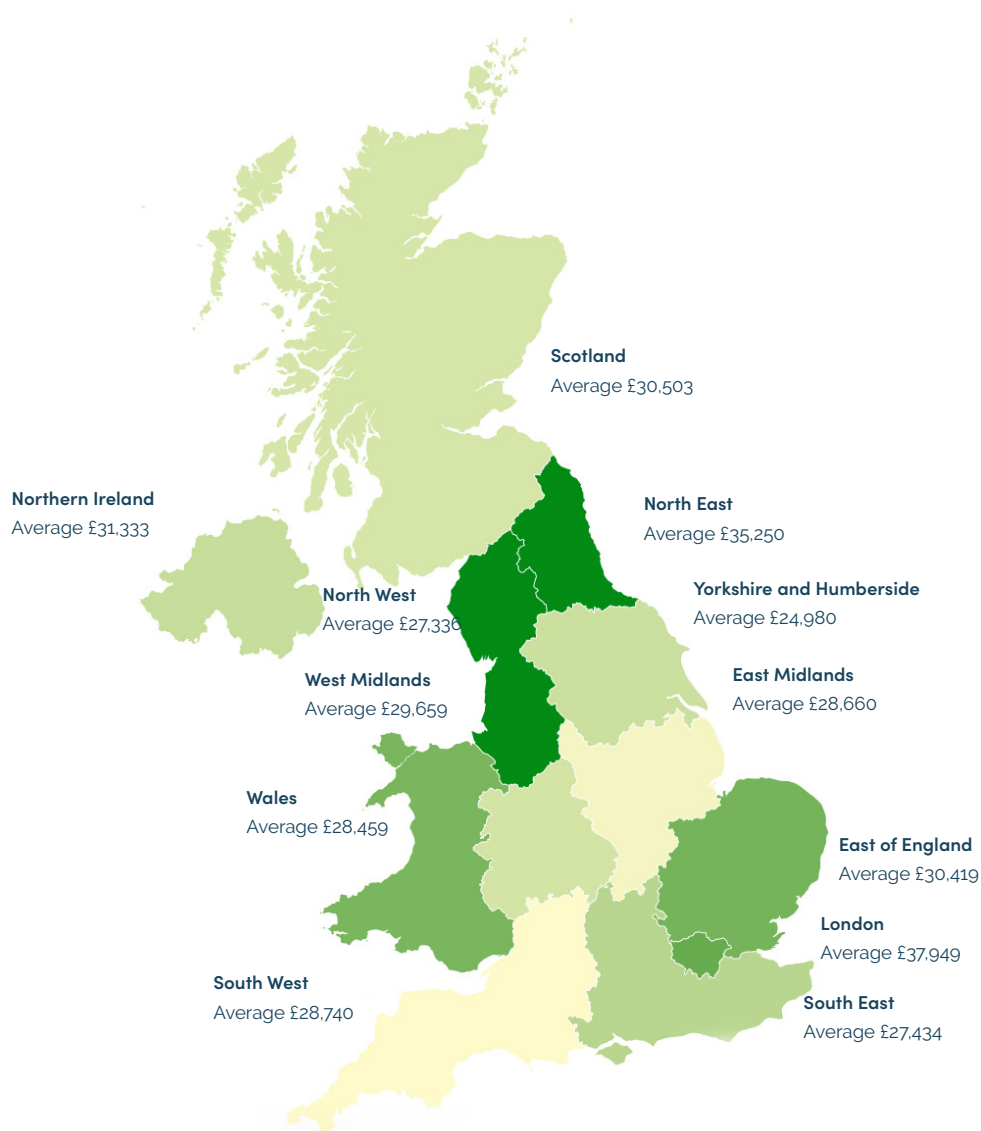 Scotland
Average £30,503
Northern Ireland
Average £31,333
North East
Average £35,250
North West
Average £27,336
Yorkshire and Humberside
Average £24,980
West Midlands
Average £29,659
East Midlands
Average £28,660
Wales
Average £28,459
East of England
Average £30,419
London
Average £37,949
South West
Average £28,740
South East
Average £27,434